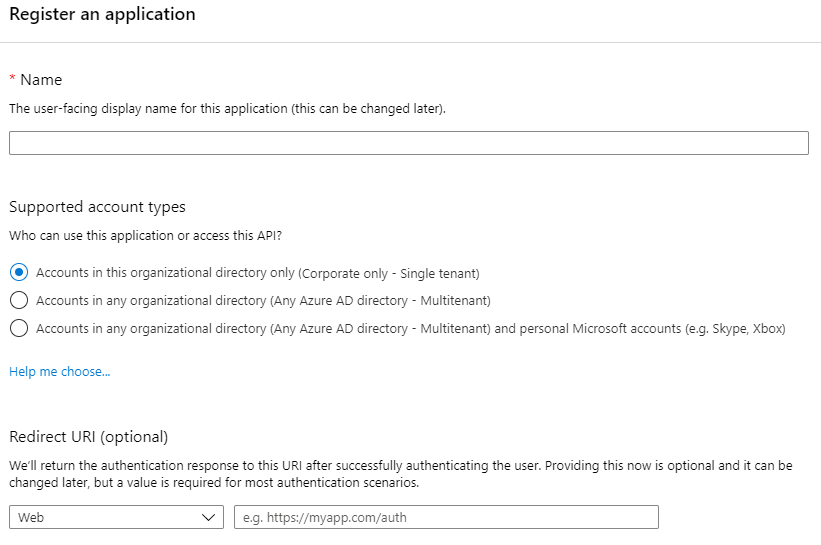 Register an application
* Name
The user-facing display name for this application (this can be changed later).
Supported account types
Who can use this application or access this API?
Accounts in this organizational directory only (Corporate only - Single tenant)
Accounts in any organizational directory (Any Azure AD directory - Multitenant)
Accounts in any organizational directory (Any Azure AD directory - Multitenant) and personal Microsoft accounts (e.g. Skype, Xbox)
Help me choose...
Redirect URI (optional)
We'll return the authentication response to this URI after successfully authenticating the user. Providing this now is optional and it can be
changed later, but a value is required for most authentication scenarios.
Web e.g. https://myapp.com/auth